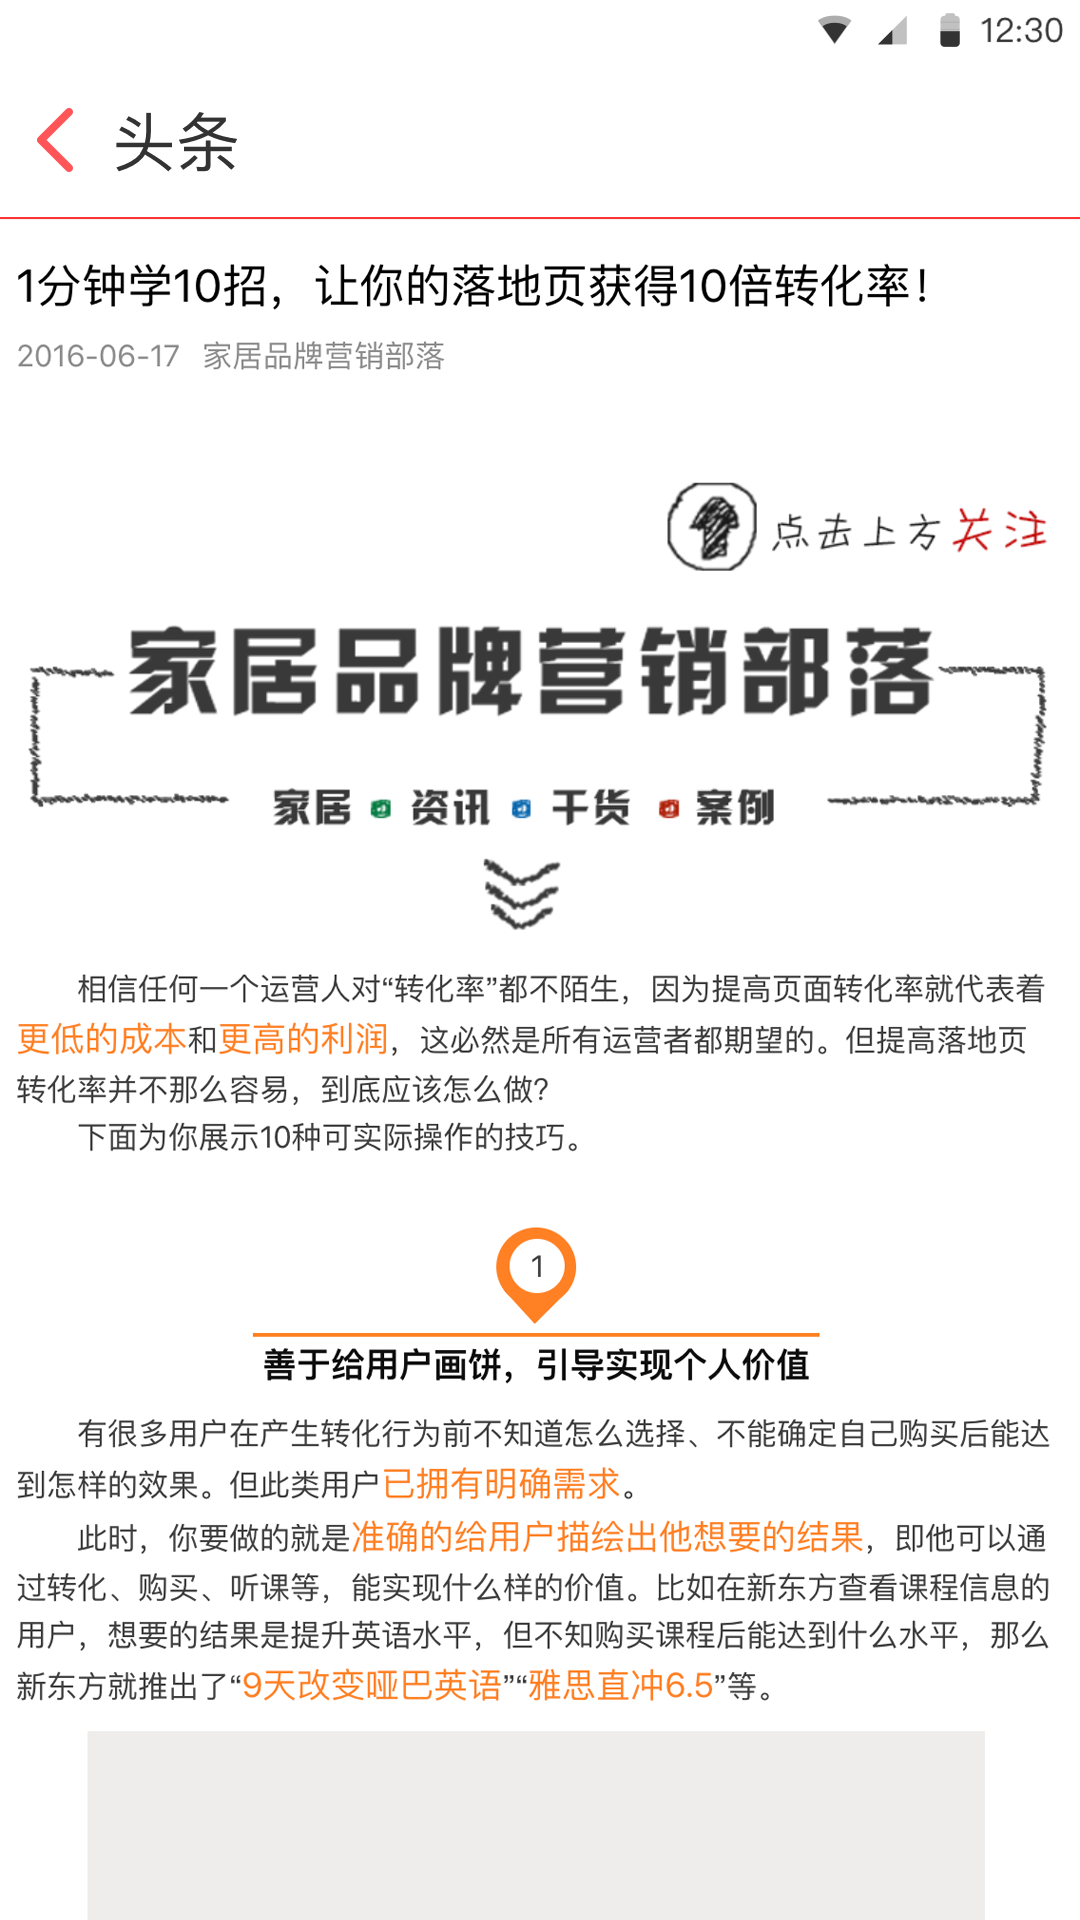 12:30
头条
1分钟学10招，让你的落地页获得10倍转化率！
2016-06-17 家居品牌营销部落
点击上方关注
家居品牌营销部落
家居 资讯 干货 案例
相信任何一个运营人对“转化率”都不陌生，因为提高页面转化率就代表着
更低的成本和更高的利润，这必然是所有运营者都期望的。但提高落地页
转化率并不那么容易，到底应该怎么做?
下面为你展示10种可实际操作的技巧。
1
善于给用户画饼，引导实现个人价值
有很多用户在产生转化行为前不知道怎么选择、不能确定自己购买后能达
到怎样的效果。但此类用户已拥有明确需求。
此时，你要做的就是准确的给用户描绘出他想要的结果，即他可以通
过转化、购买、听课等，能实现什么样的价值。比如在新东方查看课程信息的
用户，想要的结果是提升英语水平，但不知购买课程后能达到什么水平，那么
新东方就推出了“9天改变哑巴英语”“雅思直冲6.5”等。